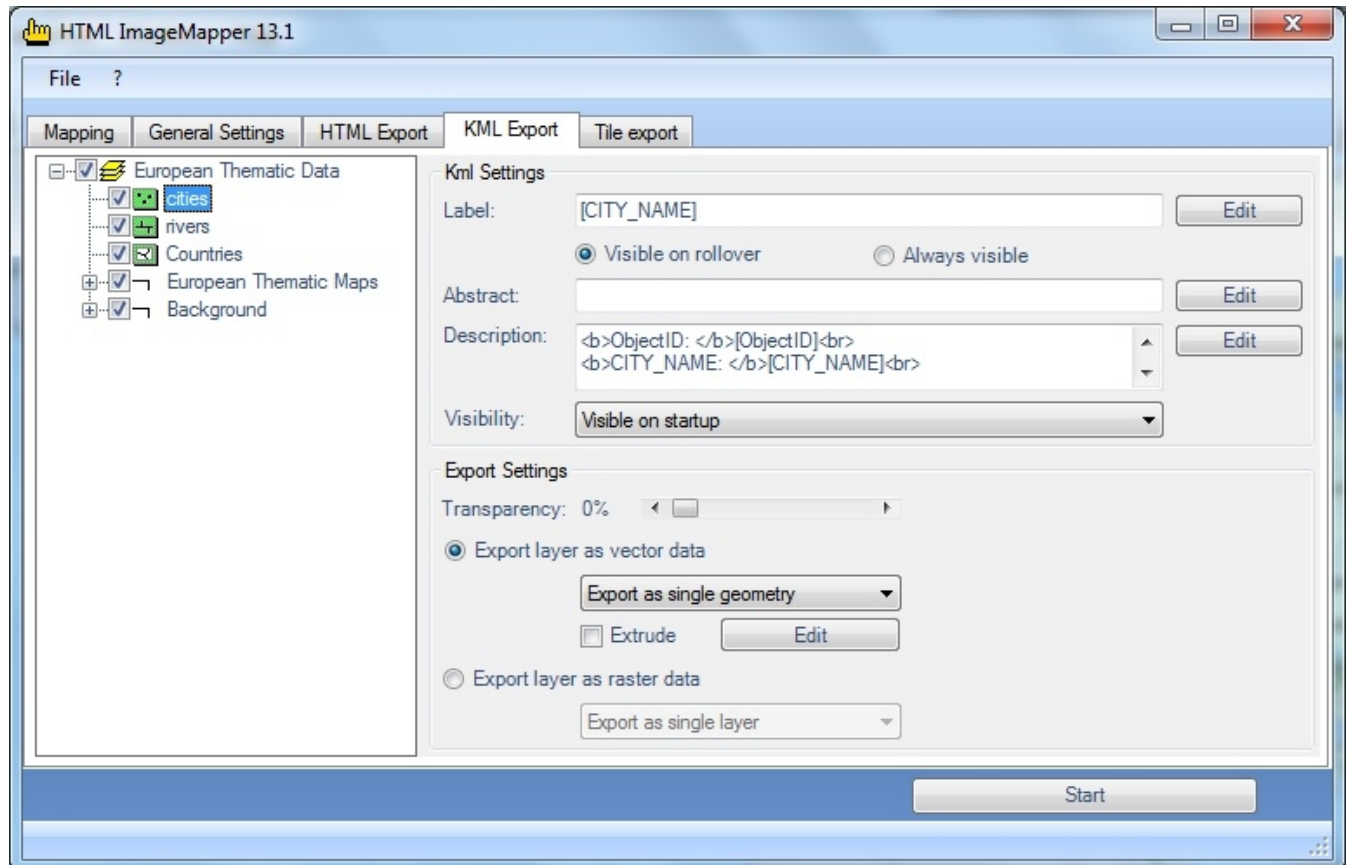 HTML ImageMapper 13.1
File ?
Mapping General Settings HTML Export KML Export Tile export
European Thematic Data
cities
rivers
Countries
European Thematic Maps
Background
Kml Settings
Label: [CITY_NAME] Edit
Visible on rollover Always visible
Abstract: Edit
Description: <b>ObjectID: </b>[ObjectID]<br> Edit
<b>CITY_NAME: </b>[CITY_NAME]<br>
Visibility: Visible on startup
Export Settings
Transparency: 0%
Export layer as vector data
Export as single geometry
Extrude Edit
Export layer as raster data
Export as single layer
Start